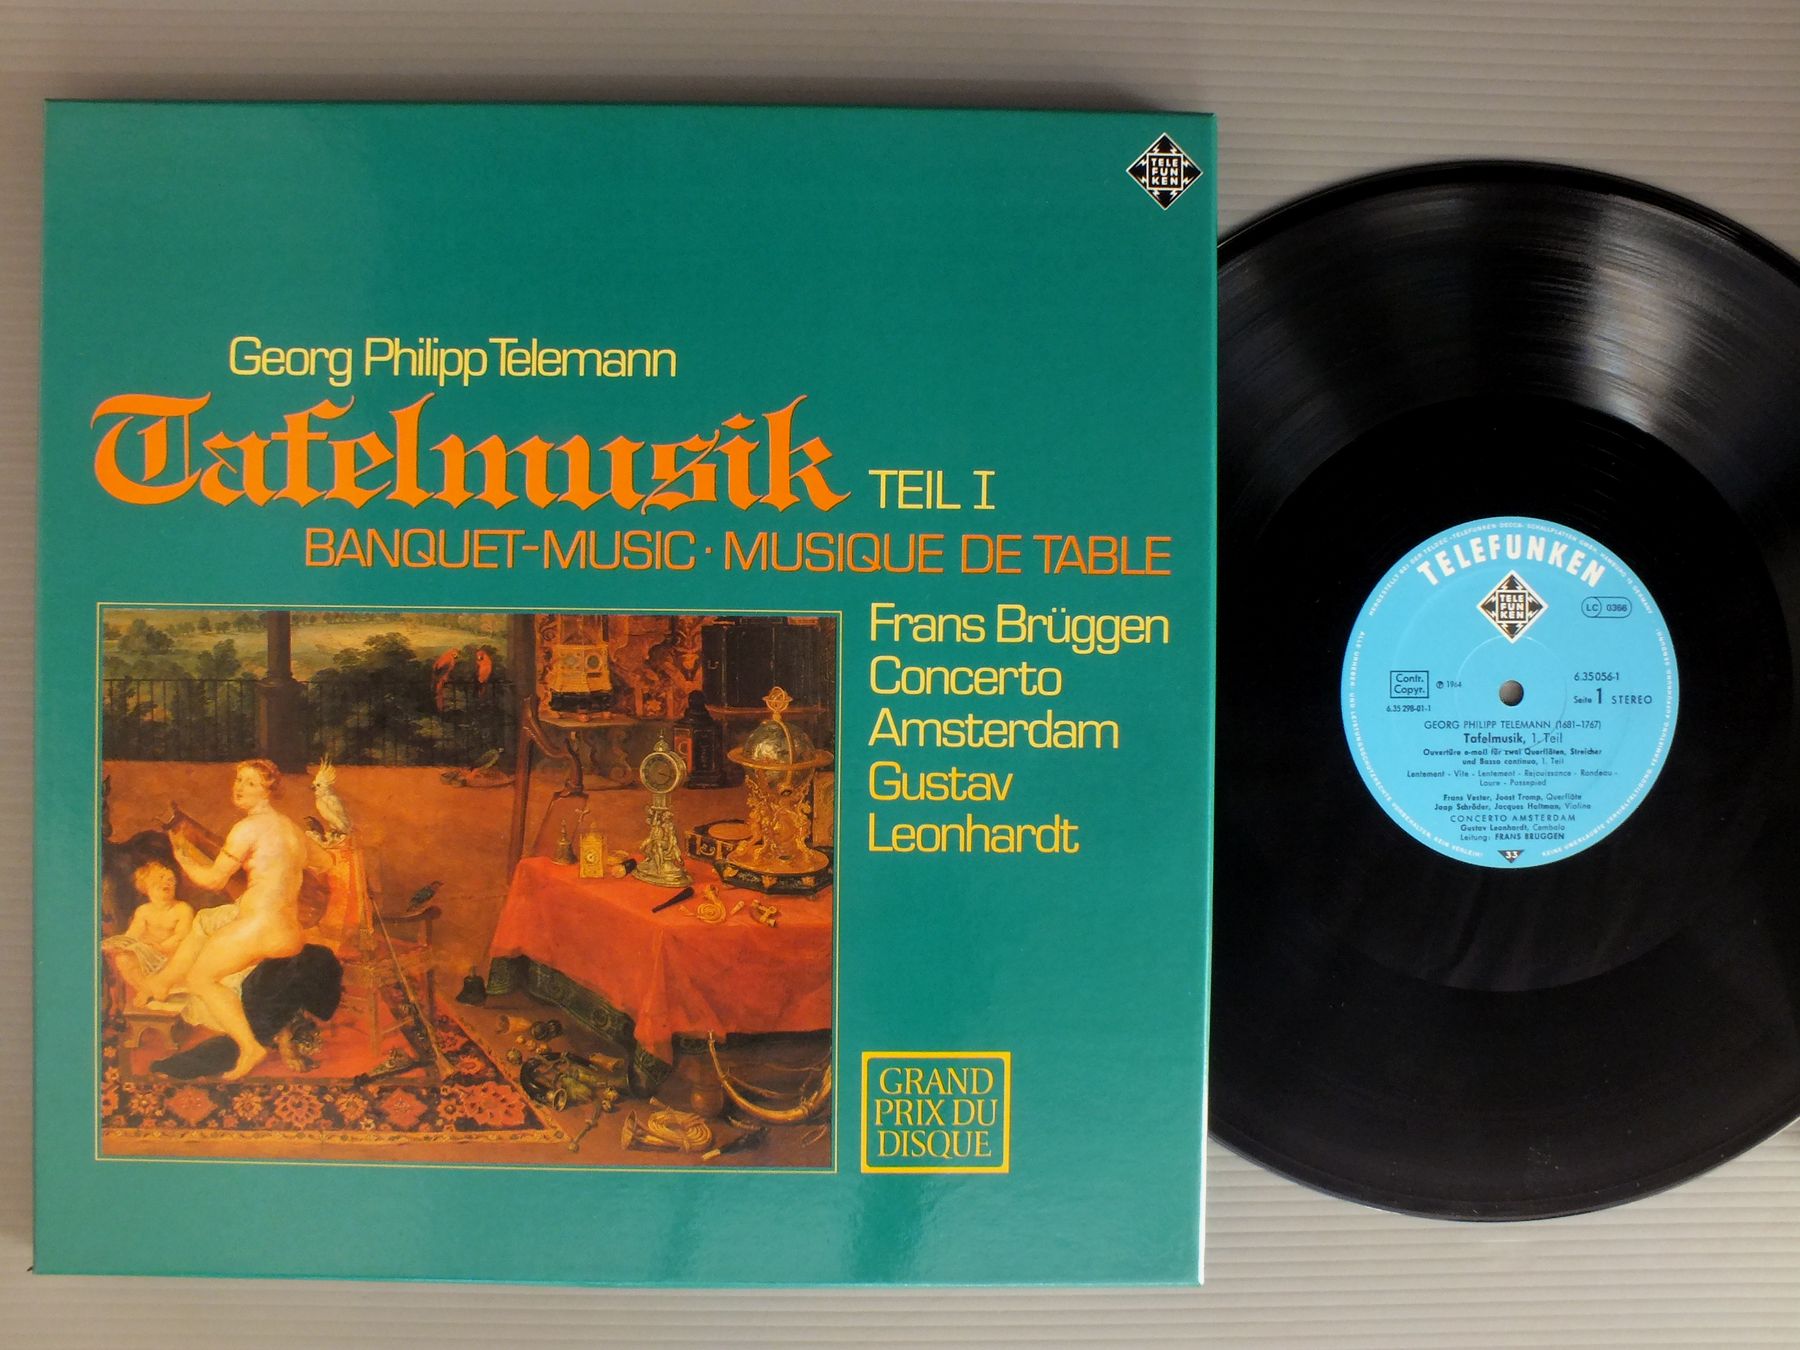 TELE
FUN
KEN
Georg Philipp Telemann
Tafelmusik TEIL I
BANQUET-MUSIC · MUSIQUE DE TABLE
Frans Brüggen
Concerto
Amsterdam
Gustav
Leonhardt
GRAND
PRIX DU
DISQUE
TELEFUNKEN
TELE
FUN
KEN
LC 0366
Contr.
Copyr.
℗ 1964
6.35 298-01-1
6.35056-1
Seite 1 STEREO
GEORG PHILIPP TELEMANN (1681–1767)
Tafelmusik, 1. Teil
Ouvertüre e-moll für zwei Querflöten, Streicher
und Basso continuo, 1. Teil
Lentement - Vite - Lentement - Rejouissance - Rondeau -
Loure - Passepied
Frans Vester, Joost Tromp, Querflöte
Jaap Schröder, Jacques Holtman, Violine
CONCERTO AMSTERDAM
Gustav Leonhardt, Cembalo
Leitung: FRANS BRÜGGEN
33